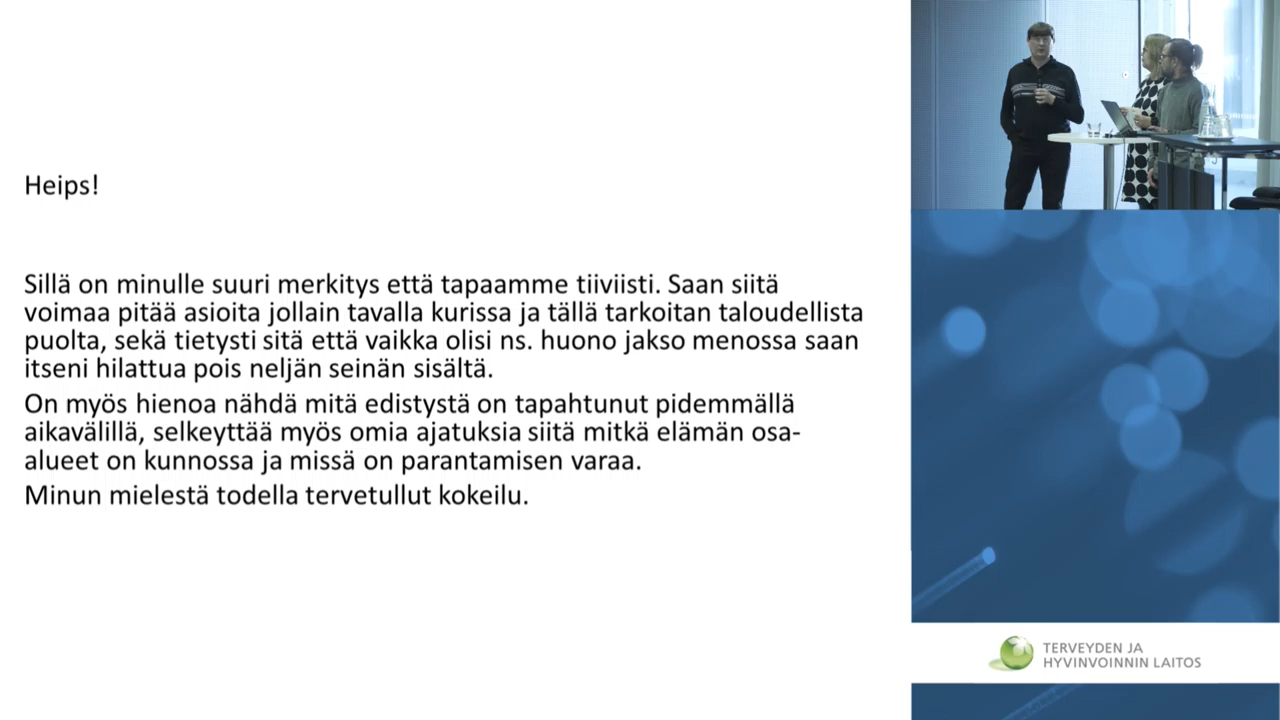 Heips!
Sillä on minulle suuri merkitys että tapaamme tiiviisti. Saan siitä
voimaa pitää asioita jollain tavalla kurissa ja tällä tarkoitan taloudellista
puolta, sekä tietysti sitä että vaikka olisi ns. huono jakso menossa saan
itseni hilattua pois neljän seinän sisältä.
On myös hienoa nähdä mitä edistystä on tapahtunut pidemmällä
aikavälillä, selkeyttää myös omia ajatuksia siitä mitkä elämän osa-
alueet on kunnossa ja missä on parantamisen varaa.
Minun mielestä todella tervetullut kokeilu.
TERVEYDEN JA
HYVINVOINNIN LAITOS